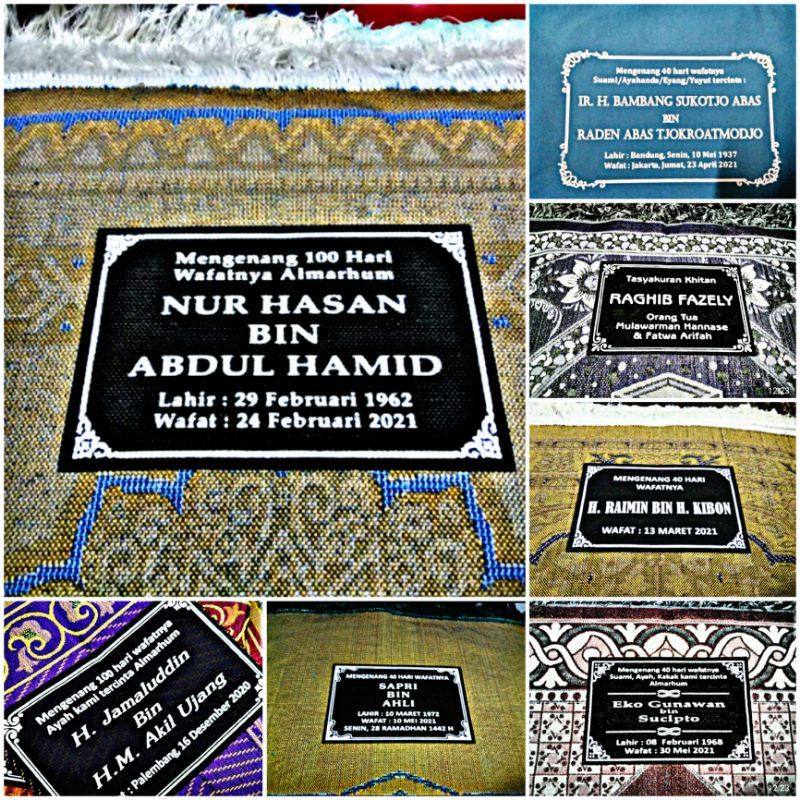 Mengenang 100 Hari
Wafatnya Almarhum
NUR HASAN
BIN
ABDUL HAMID
Lahir : 29 Februari 1962
Wafat : 24 Februari 2021
Mengenang 40 hari wafatnya
Suami/Ayahanda/Eyang/Yuyut tercinta :
IR. H. BAMBANG SUKOTJO ABAS
BIN
RADEN ABAS TJOKROATMODJO
Lahir : Bandung, Senin, 10 Mei 1937
Wafat : Jakarta, Jumat, 23 April 2021
Tasyakuran Khitan
RAGHIB FAZELY
Orang Tua
Mulawarman Hannase
& Fatwa Arifah
12:23
MENGENANG 40 HARI
WAFATNYA
H. RAIMIN BIN H. KIBON
WAFAT : 13 MARET 2021
Mengenang 100 hari wafatnya
Ayah kami tercinta Almarhum
H. Jamaluddin
Bin
H.M. Akil Ujang
: Palembang, 16 Desember 2020
MENGENANG 40 HARI WAFATNYA
SAPRI
BIN
AHLI
LAHIR : 10 MARET 1972
WAFAT : 10 MEI 2021
SENIN, 28 RAMADHAN 1442 H
Mengenang 40 hari wafatnya
Suami, Ayah, Kakak kami tercinta
Almarhum
Eko Gunawan
bin
Sucipto
Lahir : 08 Februari 1968
Wafat : 30 Mei 2021
12:23